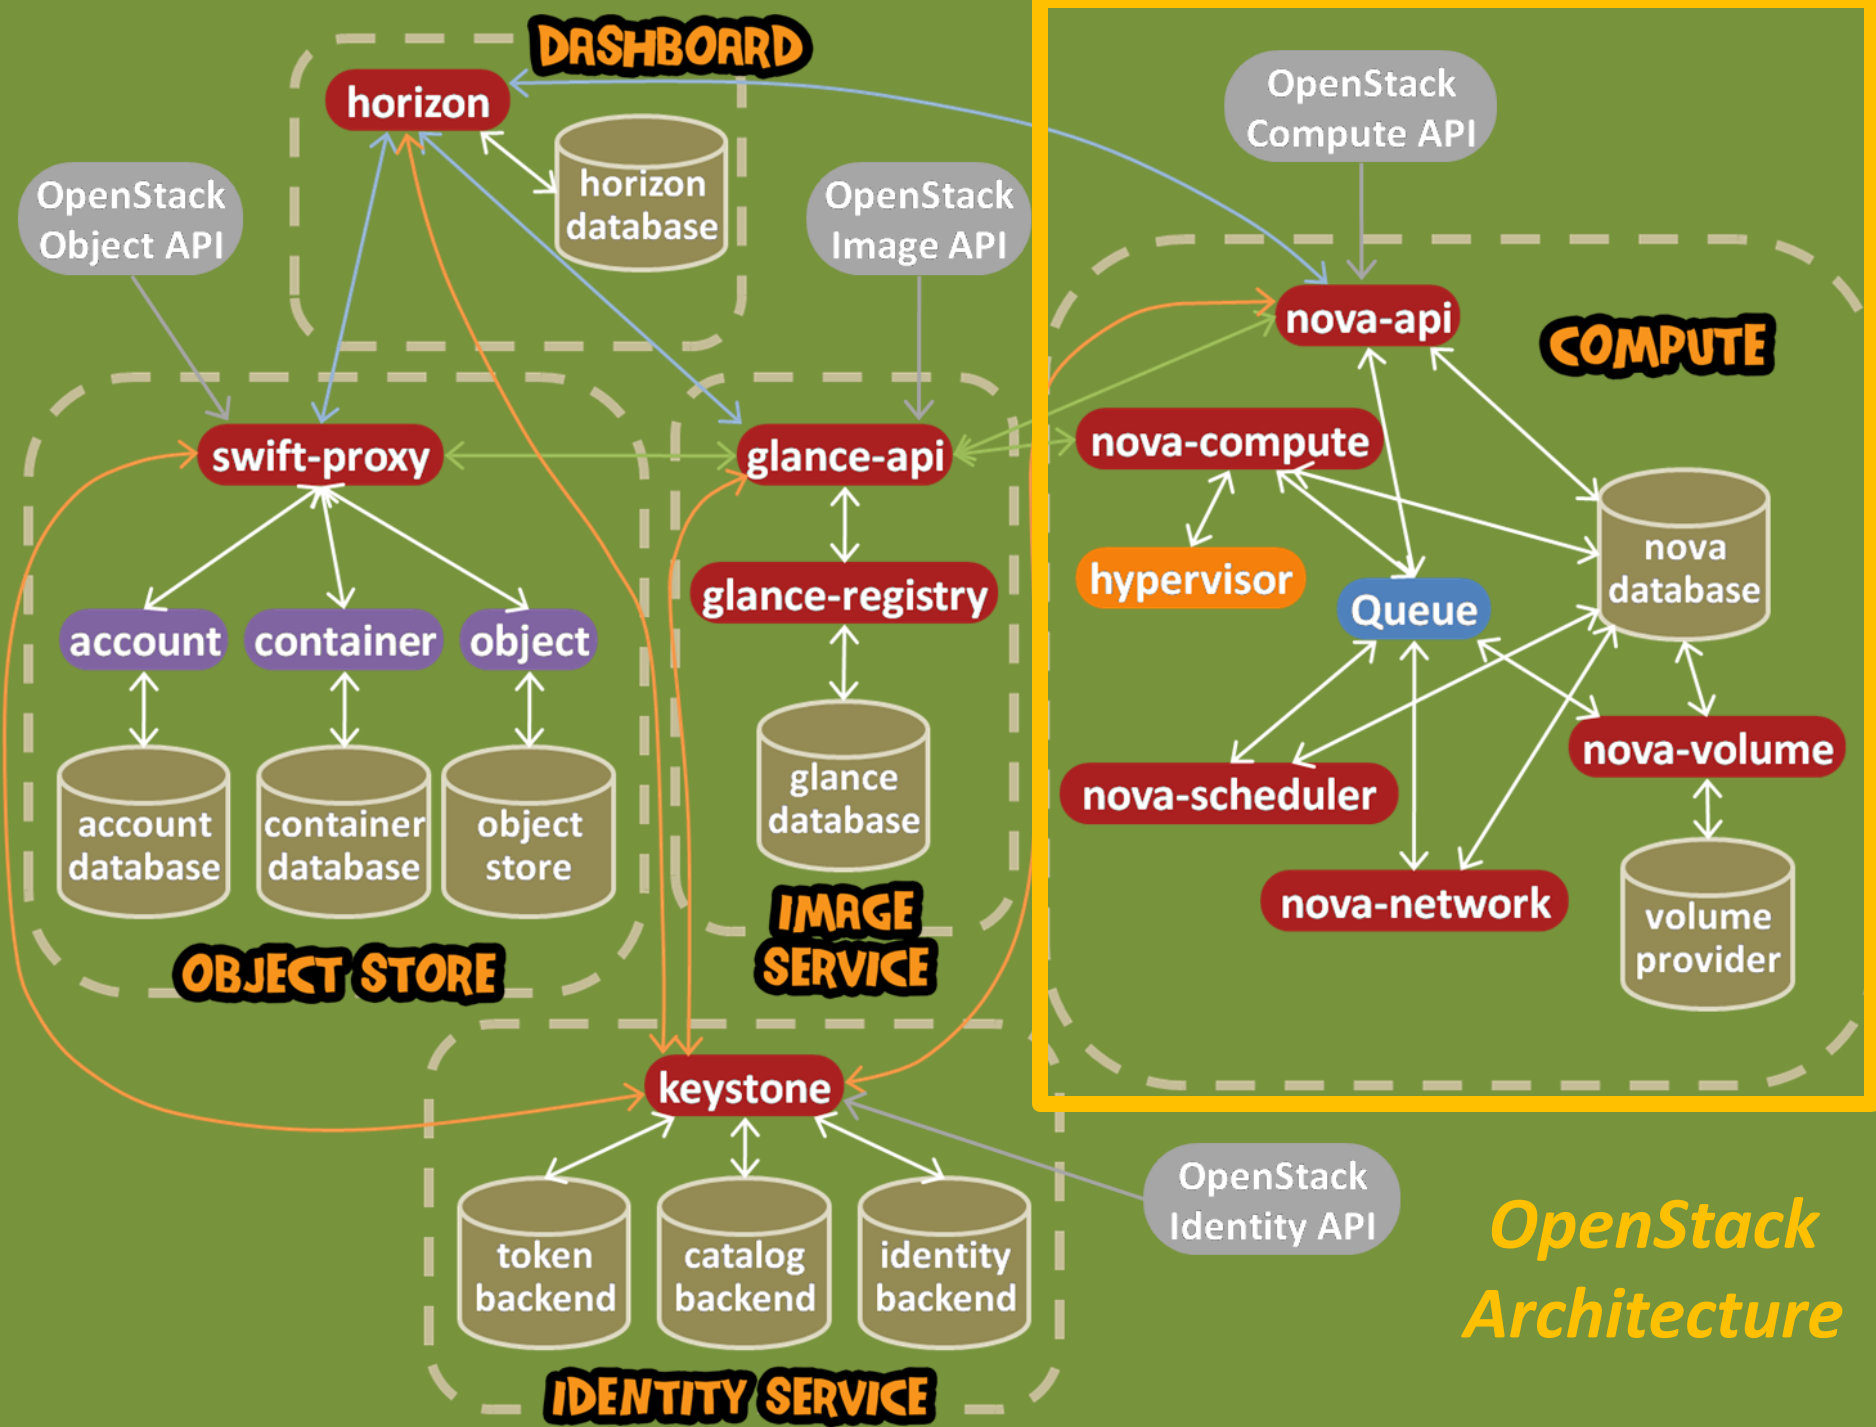 DASHBOARD
horizon
horizon
database
OpenStack
Object API
OpenStack
Image API
OpenStack
Compute API
nova-api
COMPUTE
swift-proxy
glance-api
nova-compute
hypervisor
Queue
nova
database
glance-registry
account
container
object
account
database
container
database
object
store
glance
database
nova-volume
nova-scheduler
nova-network
volume
provider
IMAGE
SERVICE
OBJECT STORE
keystone
token
backend
catalog
backend
identity
backend
OpenStack
Identity API
IDENTITY SERVICE
OpenStack
Architecture